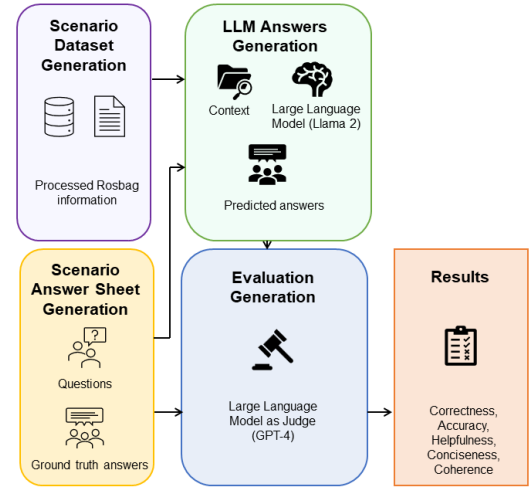 Scenario
Dataset
Generation
Processed Rosbag
information
LLM Answers
Generation
Context
Large Language
Model (Llama 2)
Predicted answers
Scenario
Answer Sheet
Generation
?
Questions
Ground truth answers
Evaluation
Generation
Large Language
Model as Judge
(GPT-4)
Results
Correctness,
Accuracy,
Helpfulness,
Conciseness,
Coherence